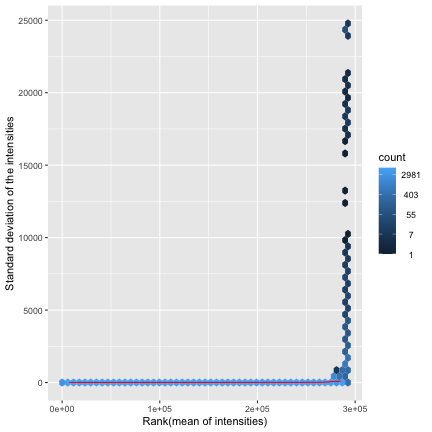 25000
20000
15000
10000
5000
0
Standard deviation of the intensities
0e+00
1e+05
2e+05
3e+05
Rank(mean of intensities)
count
2981
403
55
7
1